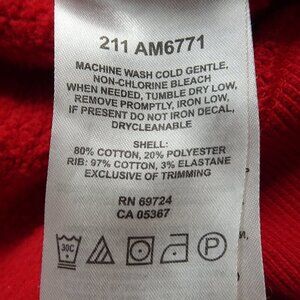 211 AM6771
MACHINE WASH COLD GENTLE,
NON-CHLORINE BLEACH
WHEN NEEDED, TUMBLE DRY LOW,
REMOVE PROMPTLY, IRON LOW,
IF PRESENT DO NOT IRON DECAL,
DRYCLEANABLE
SHELL:
80% COTTON, 20% POLYESTER
RIB: 97% COTTON, 3% ELASTANE
EXCLUSIVE OF TRIMMING
RN 69724
CA 05367
30C
P